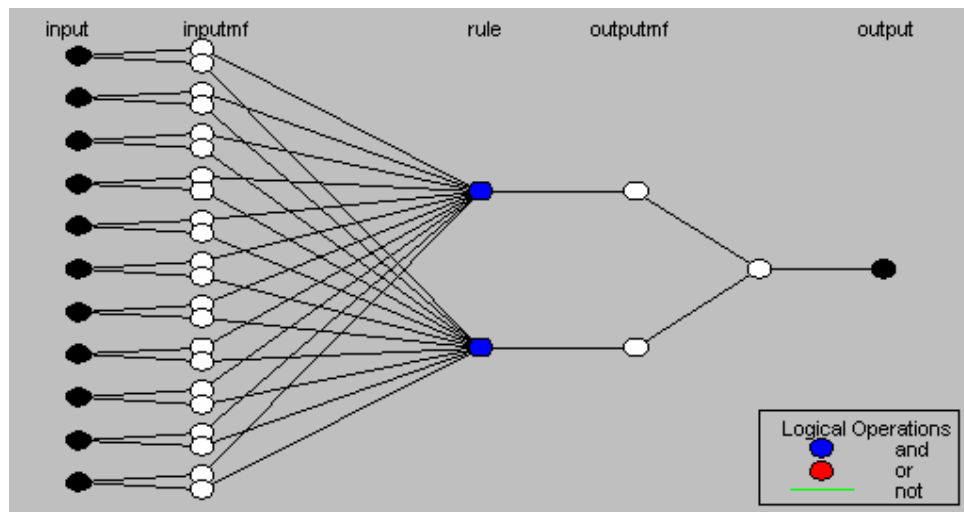 input inputmf rule outputmf output
Logical Operations
and
or
not